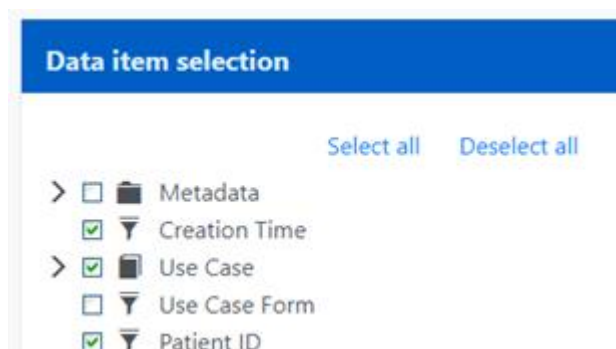 Data item selection
Select all Deselect all
Metadata
Creation Time
Use Case
Use Case Form
Patient ID